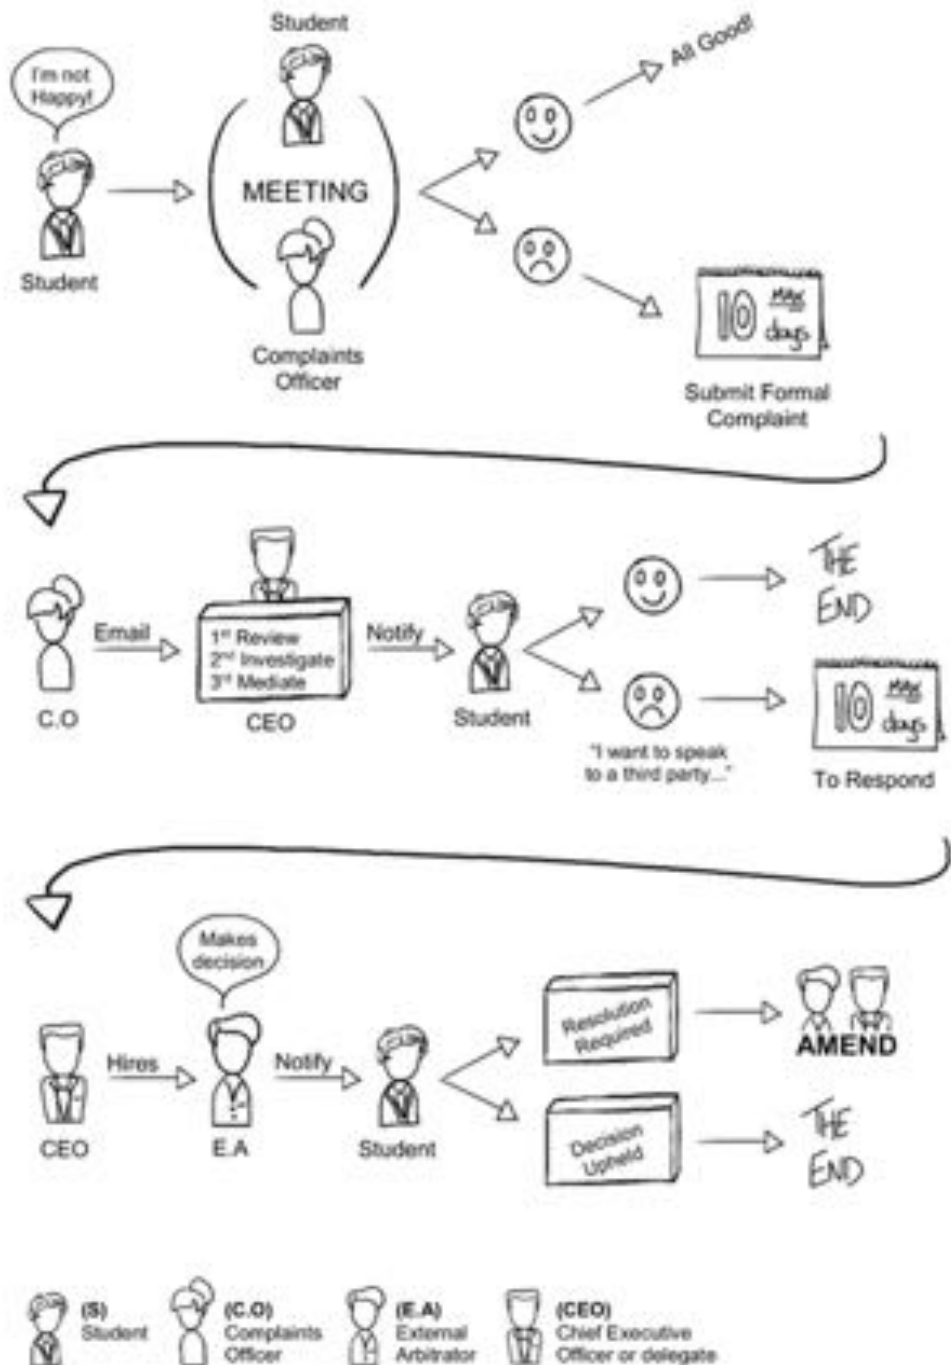 Student
I'm not
Happy!
All Good!
MEETING
Student
Complaints
Officer
10 MAX
days
Submit Formal
Complaint
Email
1st Review
2nd Investigate
3rd Mediate
Notify
THE
END
C.O
CEO
Student
10 MAX
days
"I want to speak
to a third party..."
To Respond
Makes
decision
Resolution
Required
AMEND
Hires
Notify
CEO
E.A
Student
Decision
Upheld
THE
END
(S)
Student
(C.O)
Complaints
Officer
(E.A)
External
Arbitrator
(CEO)
Chief Executive
Officer or delegate